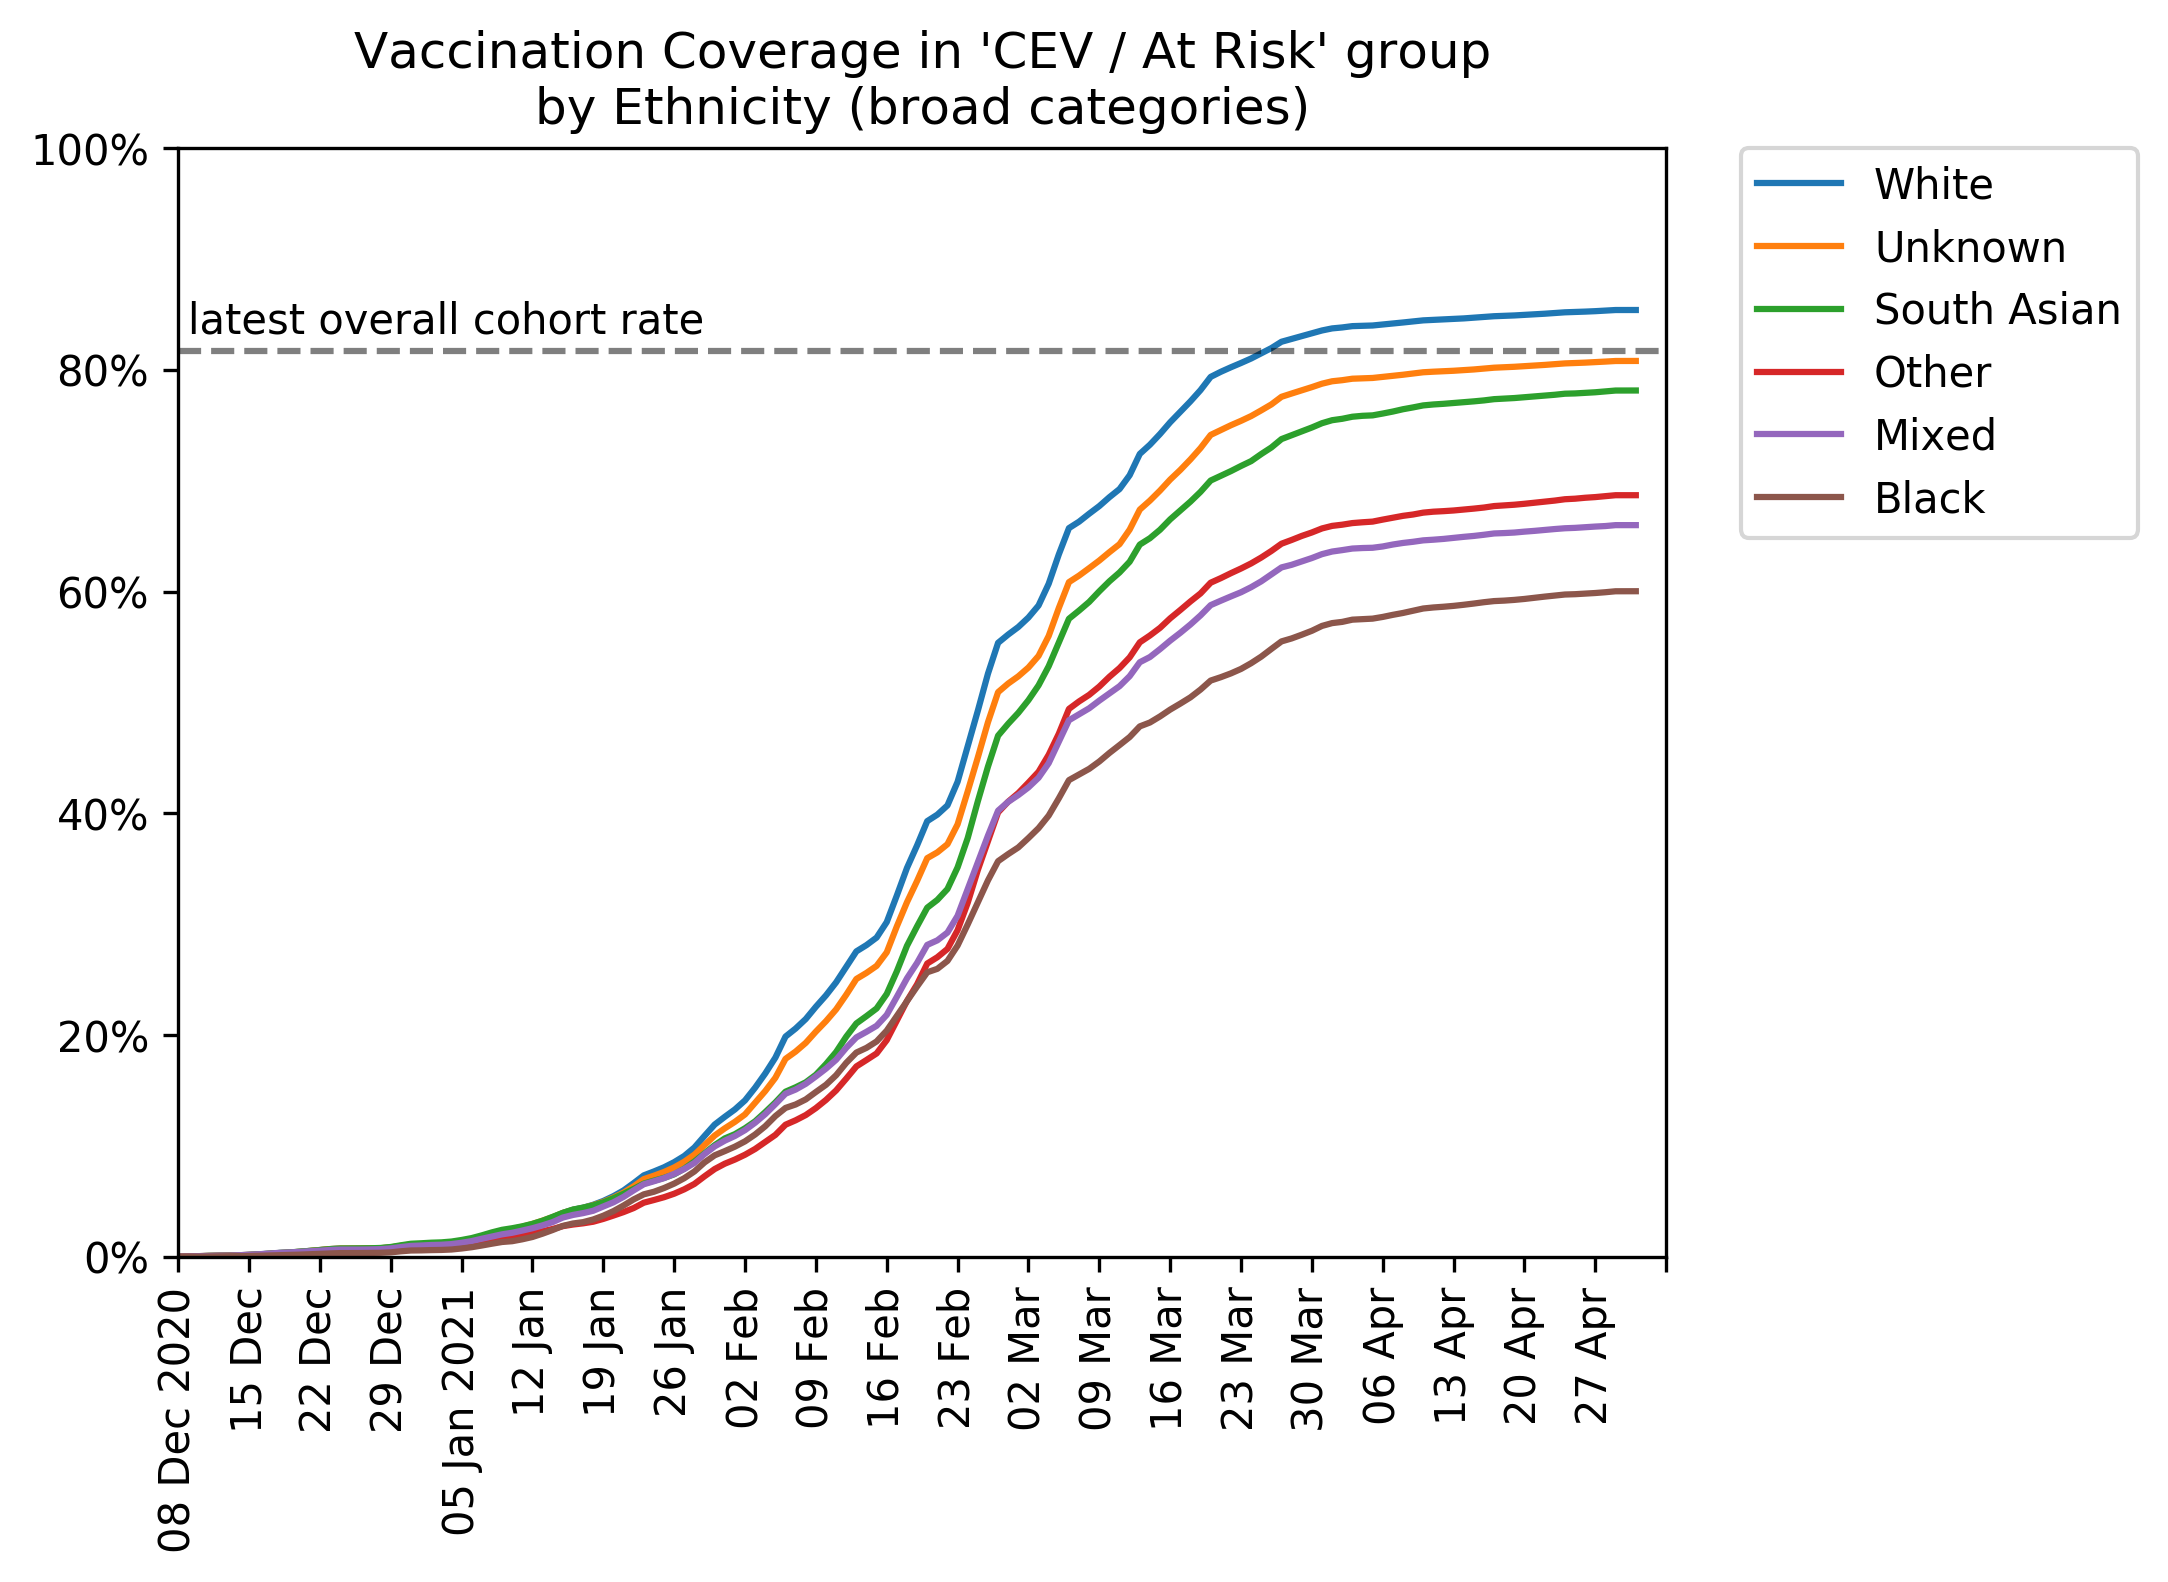 Vaccination Coverage in 'CEV / At Risk' group
by Ethnicity (broad categories)
100%
80%
60%
40%
20%
0%
latest overall cohort rate
White
Unknown
South Asian
Other
Mixed
Black
08 Dec 2020
15 Dec
22 Dec
29 Dec
05 Jan 2021
12 Jan
19 Jan
26 Jan
02 Feb
09 Feb
16 Feb
23 Feb
02 Mar
09 Mar
16 Mar
23 Mar
30 Mar
06 Apr
13 Apr
20 Apr
27 Apr